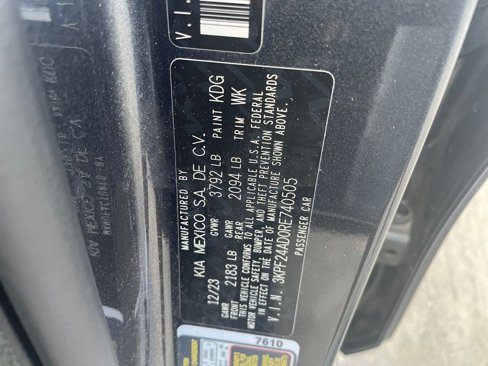 V.I.
MANUFACTURED BY
KIA MEXICO S.A. DE C.V.
12/23 GVWR 3792 LB PAINT KDG
GAWR FRONT 2183 LB GAWR REAR 2094 LB TRIM WK
THIS VEHICLE CONFORMS TO ALL APPLICABLE U.S.A. FEDERAL
MOTOR VEHICLE SAFETY, BUMPER, AND THEFT PREVENTION STANDARDS
IN EFFECT ON THE DATE OF MANUFACTURE SHOWN ABOVE.
V.I.N. 3KPF24AD0RE740505
PASSENGER CAR
7610